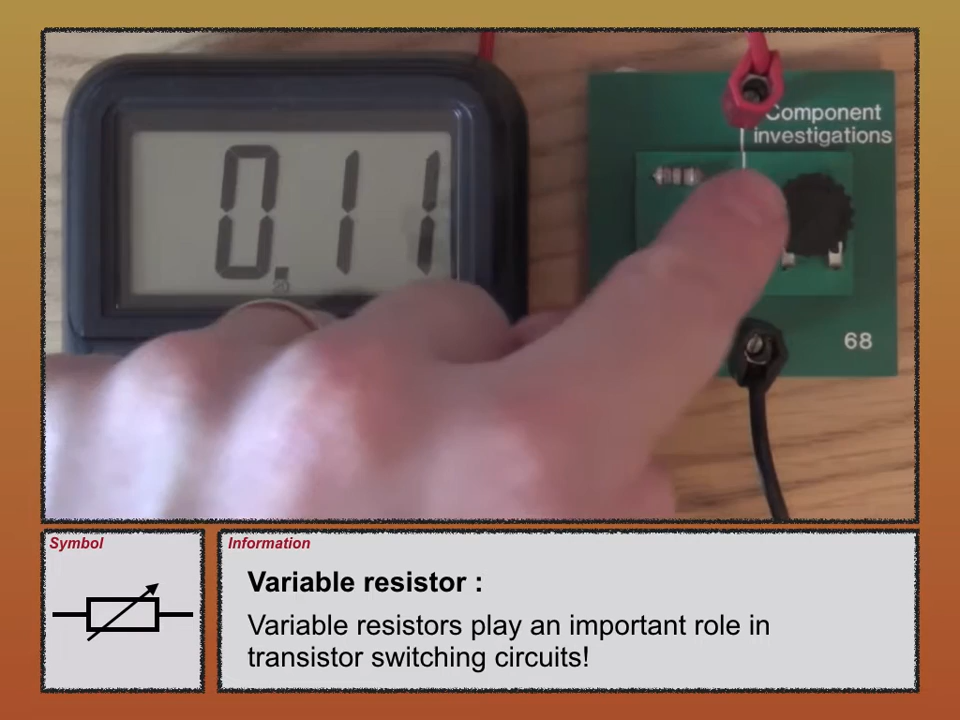 0.11
Component
investigations
68
Symbol
Information
Variable resistor :
Variable resistors play an important role in
transistor switching circuits!